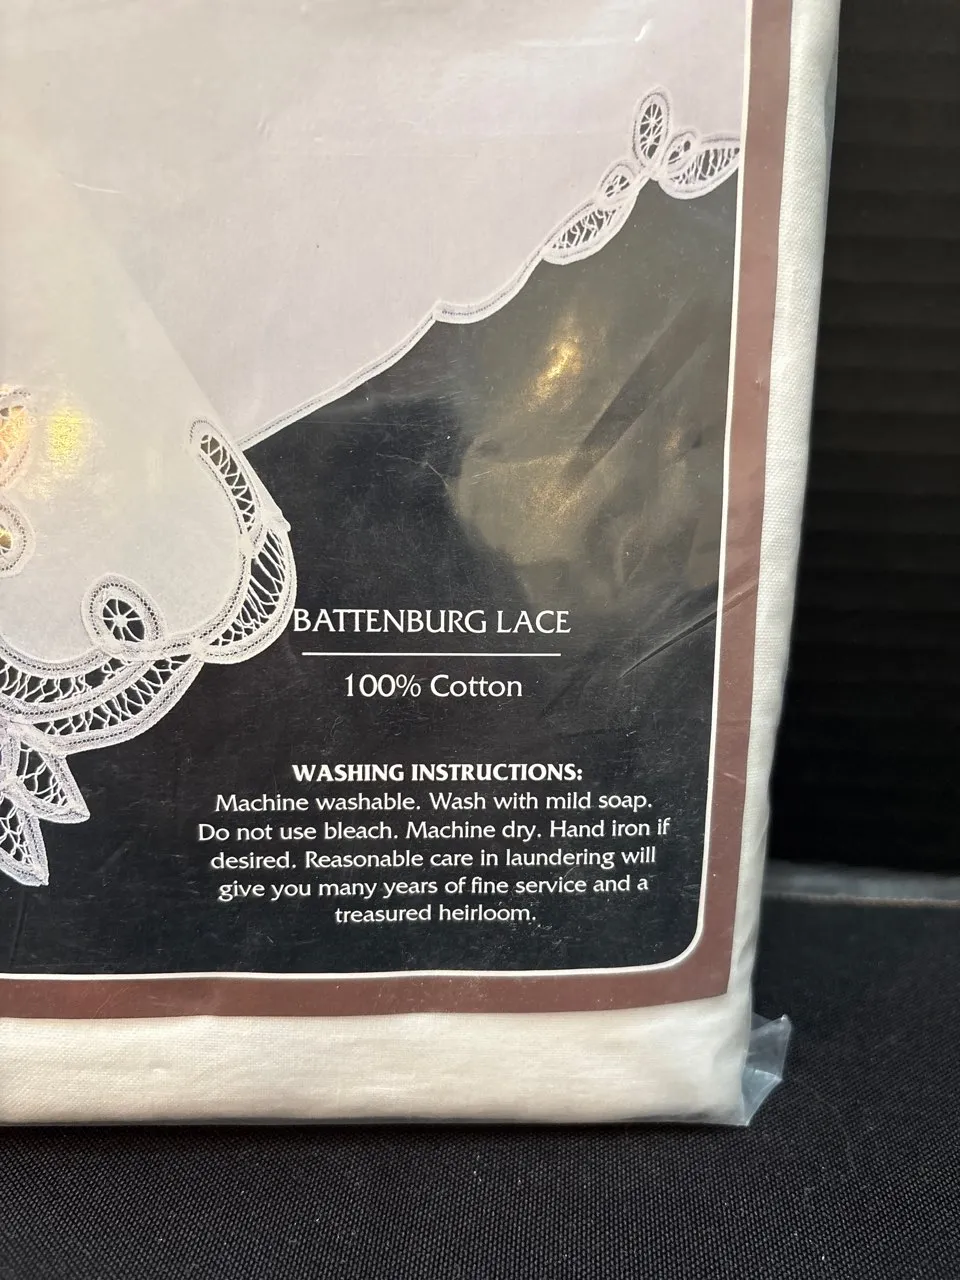 BATTENBURG LACE
100% Cotton
WASHING INSTRUCTIONS:
Machine washable. Wash with mild soap.
Do not use bleach. Machine dry. Hand iron if
desired. Reasonable care in laundering will
give you many years of fine service and a
treasured heirloom.